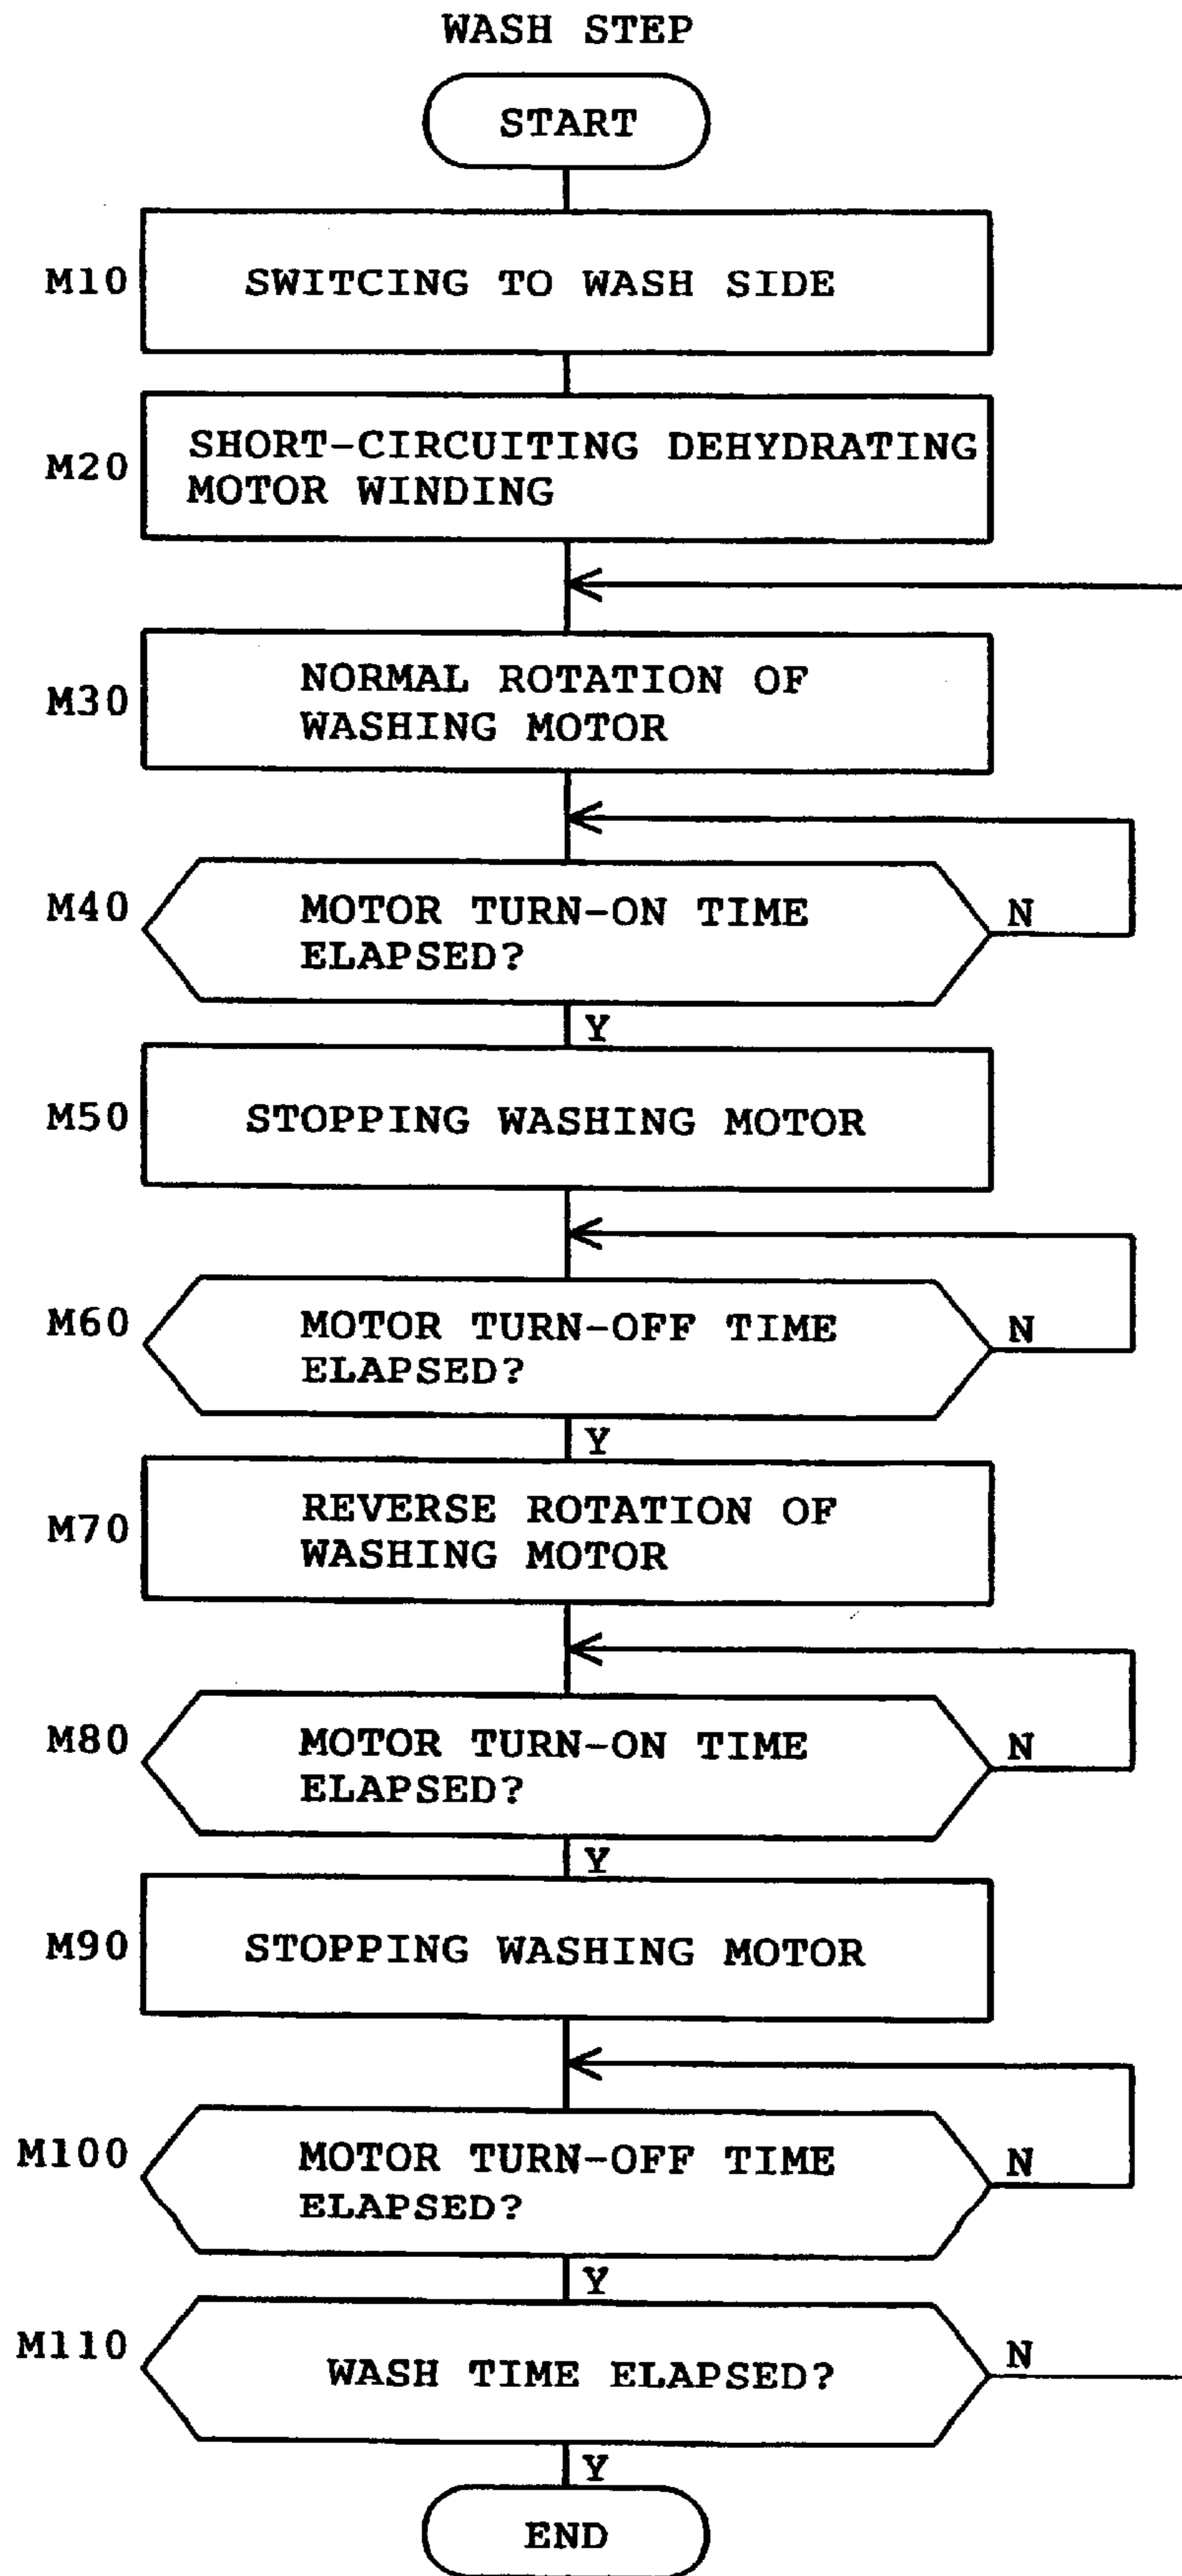 WASH STEP
START
M10
SWITCING TO WASH SIDE
M20
SHORT-CIRCUITING DEHYDRATING
MOTOR WINDING
M30
NORMAL ROTATION OF
WASHING MOTOR
M40
MOTOR TURN-ON TIME
ELAPSED?
N
Y
M50
STOPPING WASHING MOTOR
M60
MOTOR TURN-OFF TIME
ELAPSED?
N
Y
M70
REVERSE ROTATION OF
WASHING MOTOR
M80
MOTOR TURN-ON TIME
ELAPSED?
N
Y
M90
STOPPING WASHING MOTOR
M100
MOTOR TURN-OFF TIME
ELAPSED?
N
Y
M110
WASH TIME ELAPSED?
N
Y
END